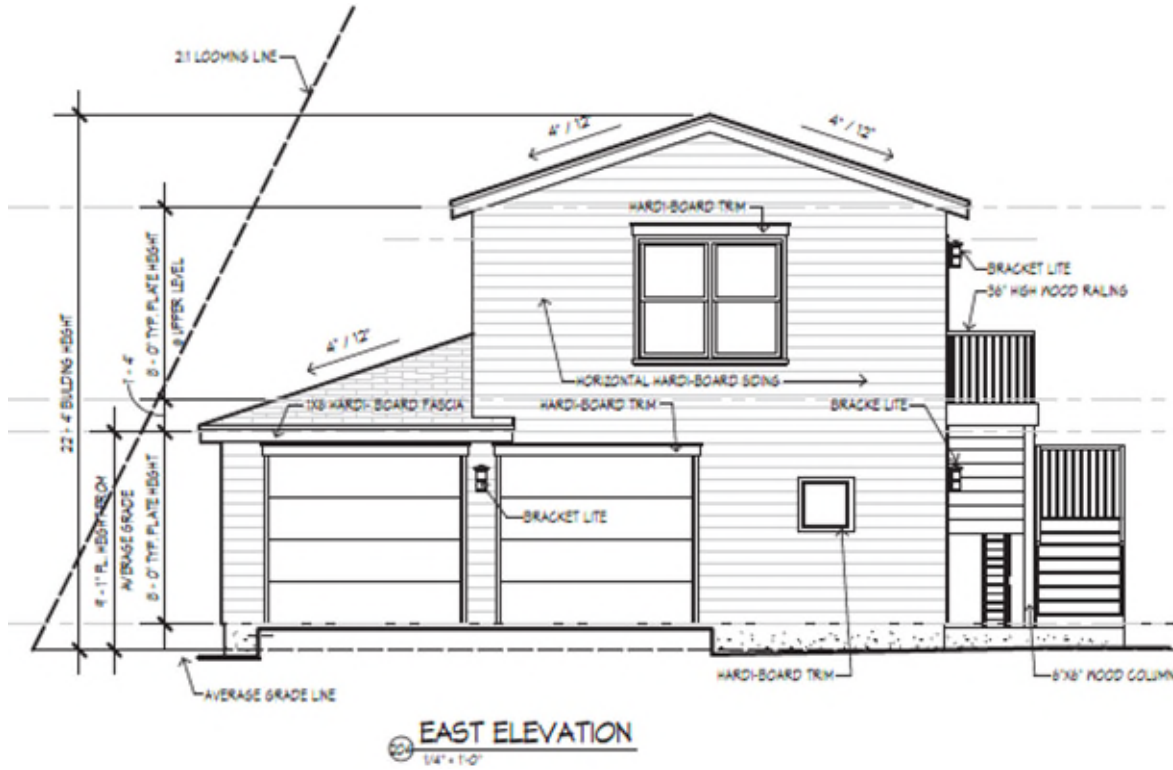 2:1 LOOMING LINE
4" / 12"
4" / 12"
HARDI-BOARD TRIM
BRACKET LITE
36" HIGH WOOD RAILING
22' - 4" BUILDING HEIGHT
8' - 0" TYP. PLATE HEIGHT
@ UPPER LEVEL
1' - 4"
4" / 12"
HORIZONTAL HARDI-BOARD SIDING
1X8 HARDI- BOARD FASCIA
HARDI-BOARD TRIM
BRACKE LITE
9' - 1" PL. HEIGHT FROM
AVERAGE GRADE
8' - 0" TYP. PLATE HEIGHT
BRACKET LITE
HARDI-BOARD TRIM
6"X6" WOOD COLUMN
AVERAGE GRADE LINE
EAST ELEVATION
1/4" = 1'-0"